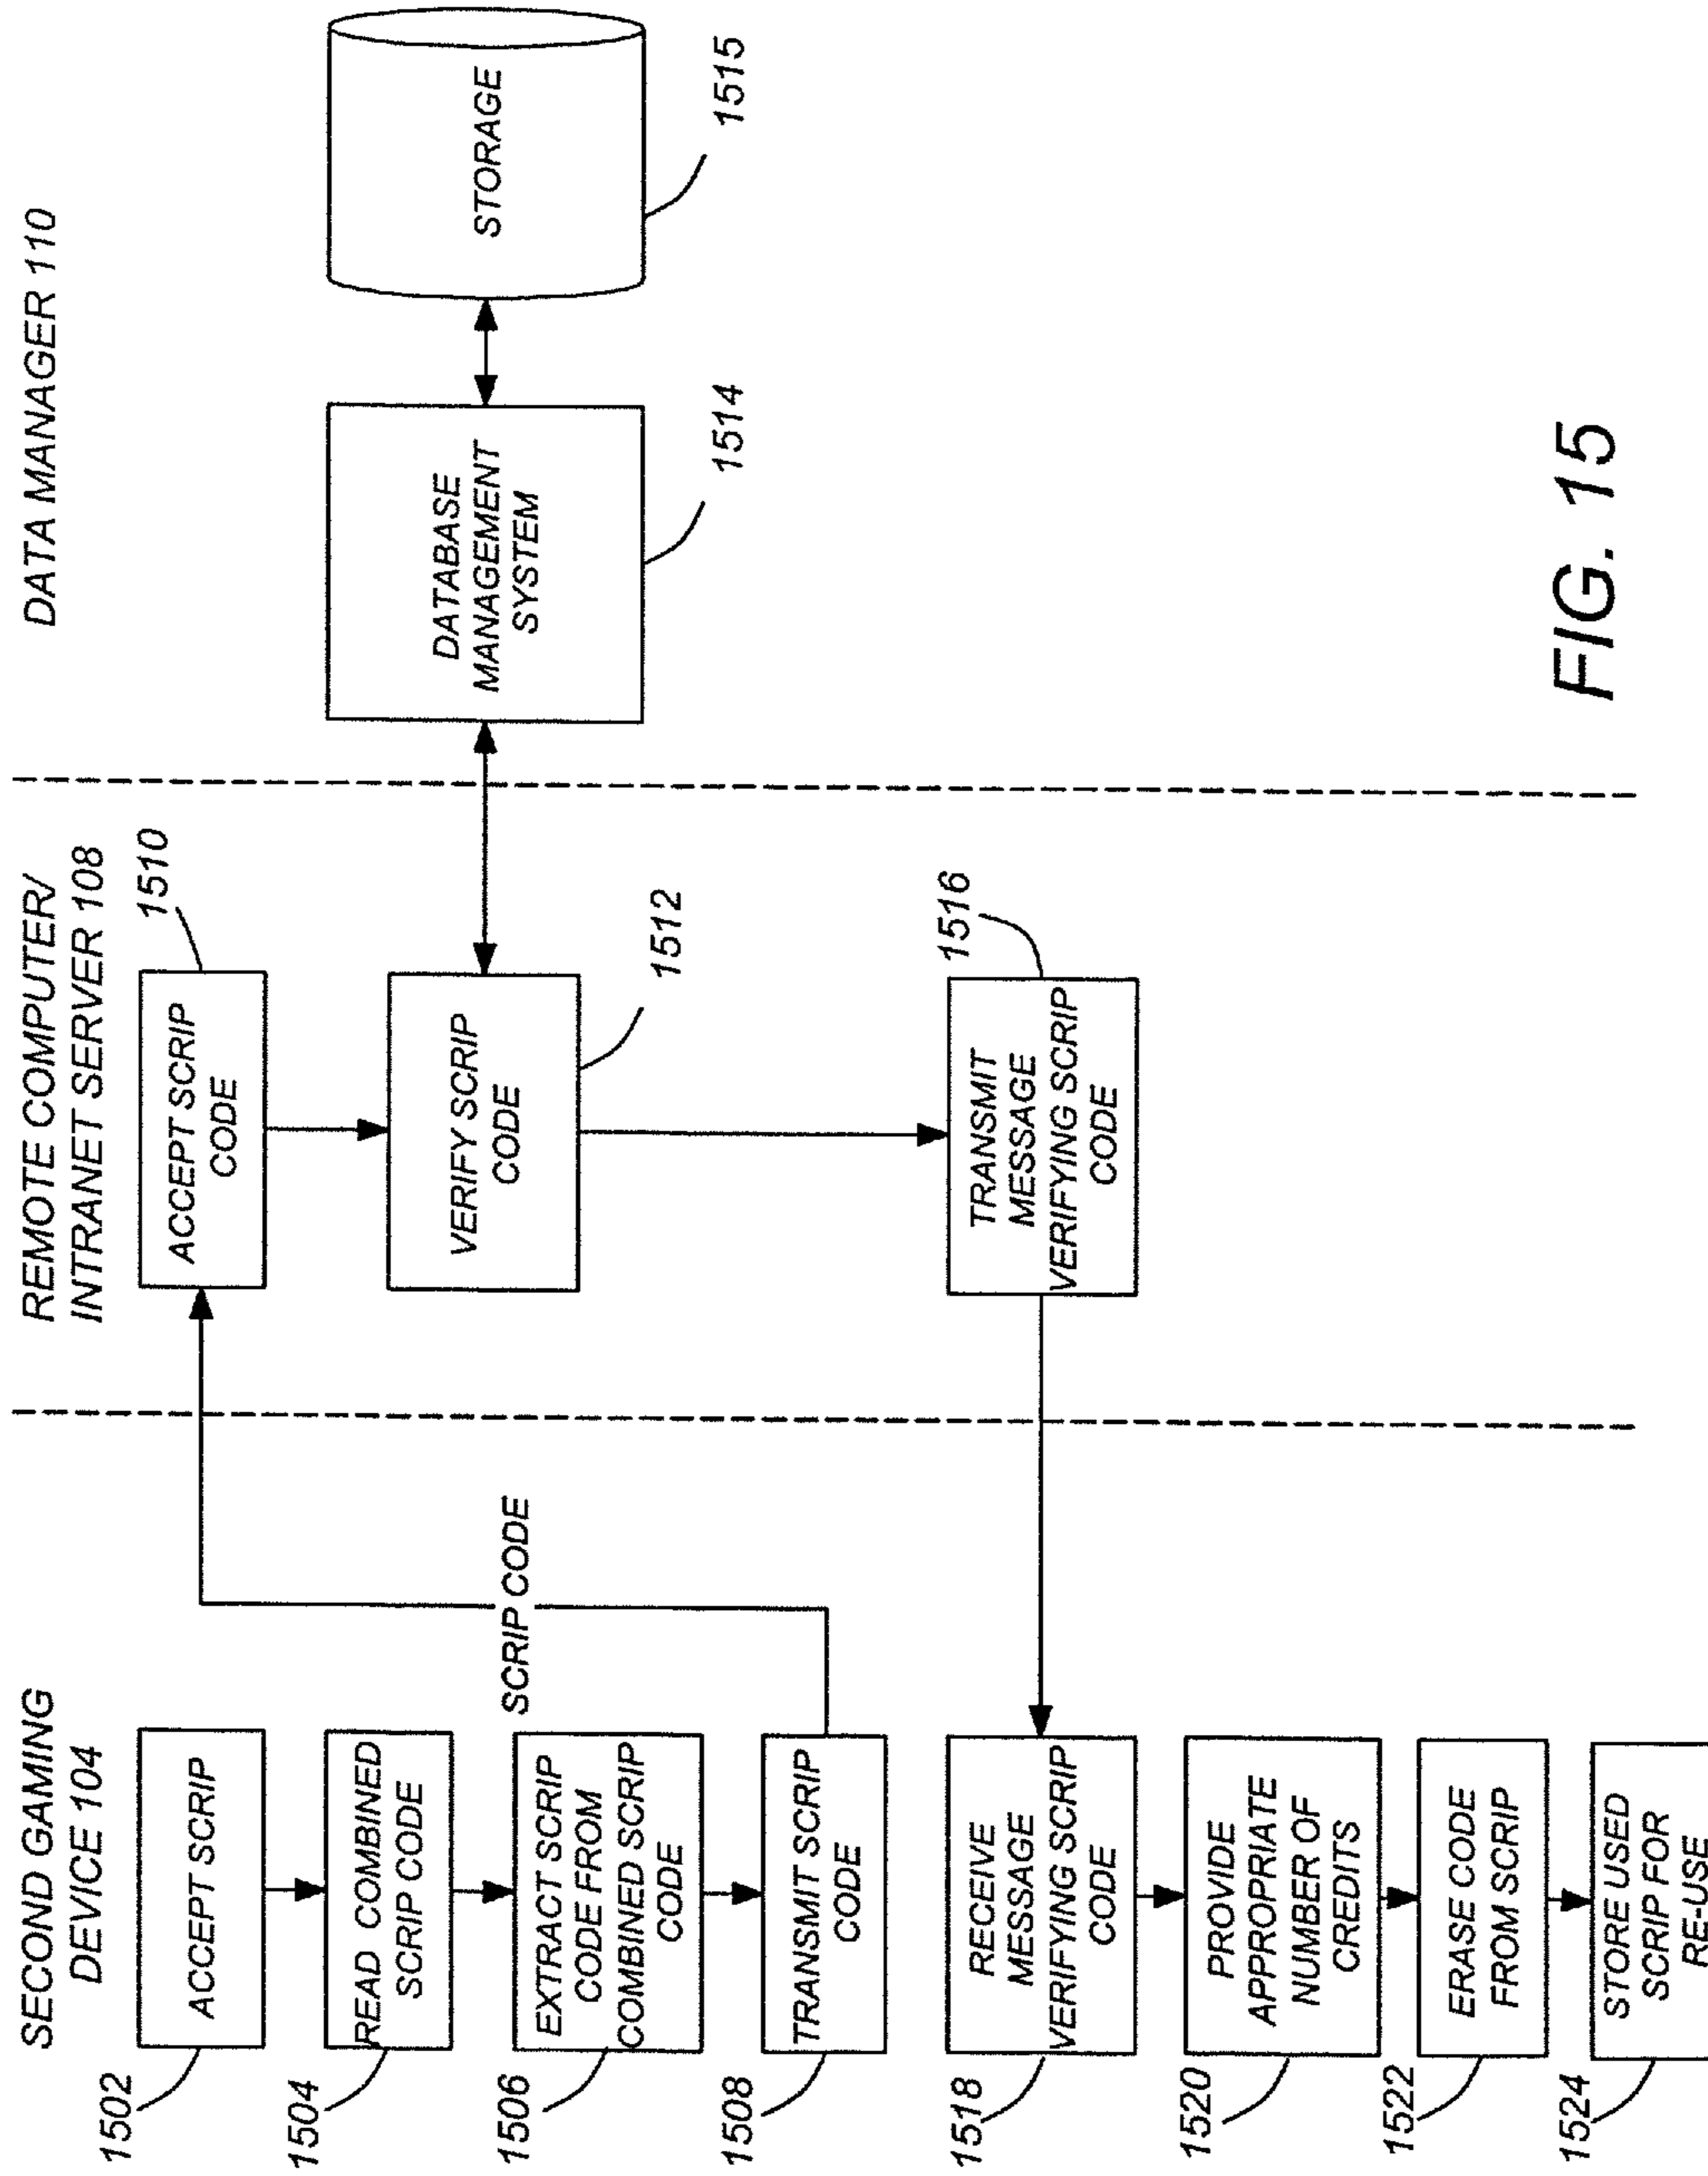 SECOND GAMING
DEVICE 104
1502
ACCEPT SCRIP
1504
READ COMBINED
SCRIP CODE
1506
EXTRACT SCRIP
CODE FROM
COMBINED SCRIP
CODE
1508
TRANSMIT SCRIP
CODE
SCRIP CODE
1518
RECEIVE
MESSAGE
VERIFYING SCRIP
CODE
1520
PROVIDE
APPROPRIATE
NUMBER OF
CREDITS
1522
ERASE CODE
FROM SCRIP
1524
STORE USED
SCRIP FOR
RE-USE
REMOTE COMPUTER/
INTRANET SERVER 108
1510
ACCEPT SCRIP
CODE
VERIFY SCRIP
CODE
1512
1516
TRANSMIT
MESSAGE
VERIFYING SCRIP
CODE
DATA MANAGER 110
DATABASE
MANAGEMENT
SYSTEM
1514
STORAGE
1515
FIG. 15